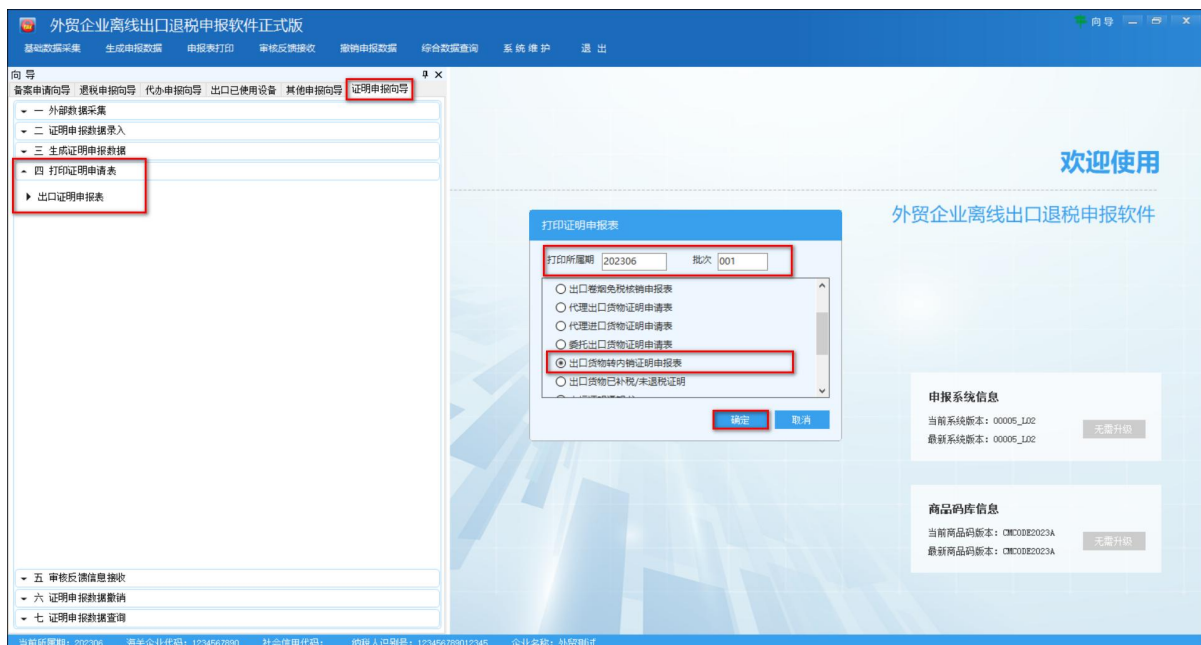 外贸企业离线出口退税申报软件正式版
向导
基础数据采集 生成申报数据 申报表打印 审核反馈接收 撤销申报数据 综合数据查询 系统维护 退出
向导
备案申请向导 退税申报向导 代办申报向导 出口已使用设备 其他申报向导 证明申报向导
一 外部数据采集
二 证明申报数据录入
三 生成证明申报数据
四 打印证明申请表
出口证明申报表
五 审核反馈信息接收
六 证明申报数据撤销
七 证明申报数据查询
欢迎使用
外贸企业离线出口退税申报软件
打印证明申报表
打印所属期 202306 批次 001
出口卷烟免税核销申报表
代理出口货物证明申请表
代理进口货物证明申请表
委托出口货物证明申请表
出口货物转内销证明申报表
出口货物已补税/未退税证明
确定 取消
申报系统信息
当前系统版本：00005_L02
最新系统版本：00005_L02
无需升级
商品码库信息
当前商品码版本：CMCODE2023A
最新商品码版本：CMCODE2023A
无需升级
当前所属期：202306 海关企业代码：1234567890 社会信用代码： 纳税人识别号：123456789012345 企业名称：外贸测试